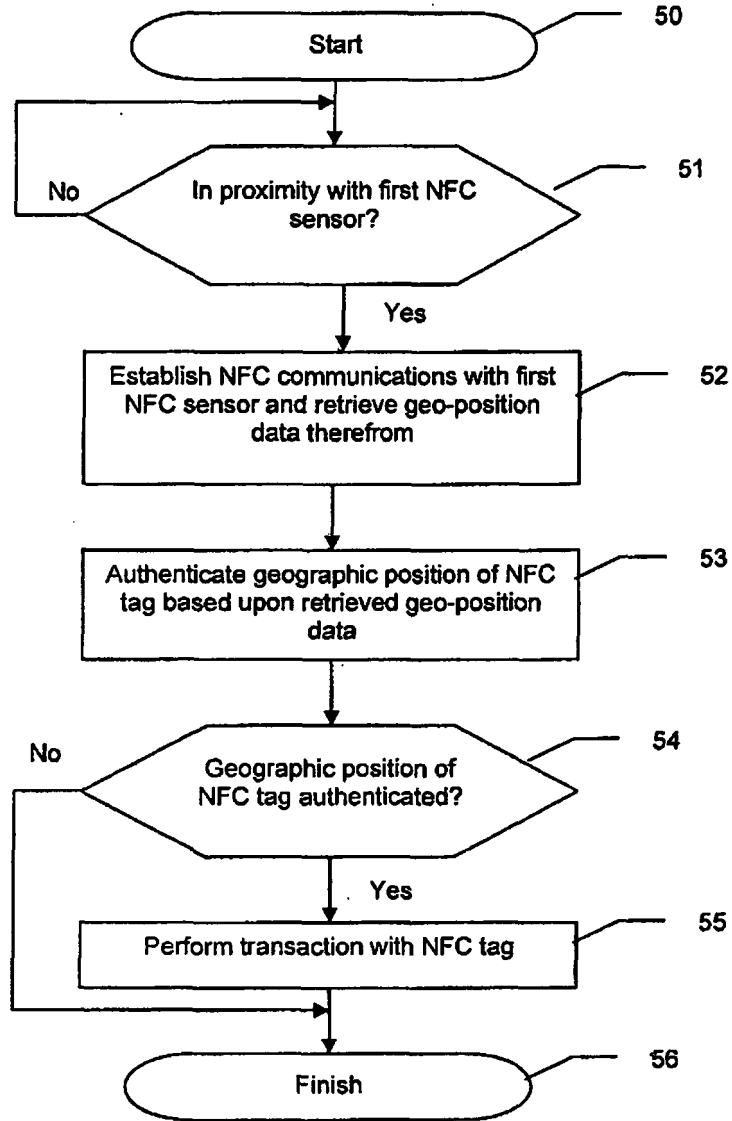 50
Start
51
No
In proximity with first NFC
sensor?
Yes
52
Establish NFC communications with first
NFC sensor and retrieve geo-position
data therefrom
53
Authenticate geographic position of NFC
tag based upon retrieved geo-position
data
54
No
Geographic position of
NFC tag authenticated?
Yes
55
Perform transaction with NFC tag
56
Finish